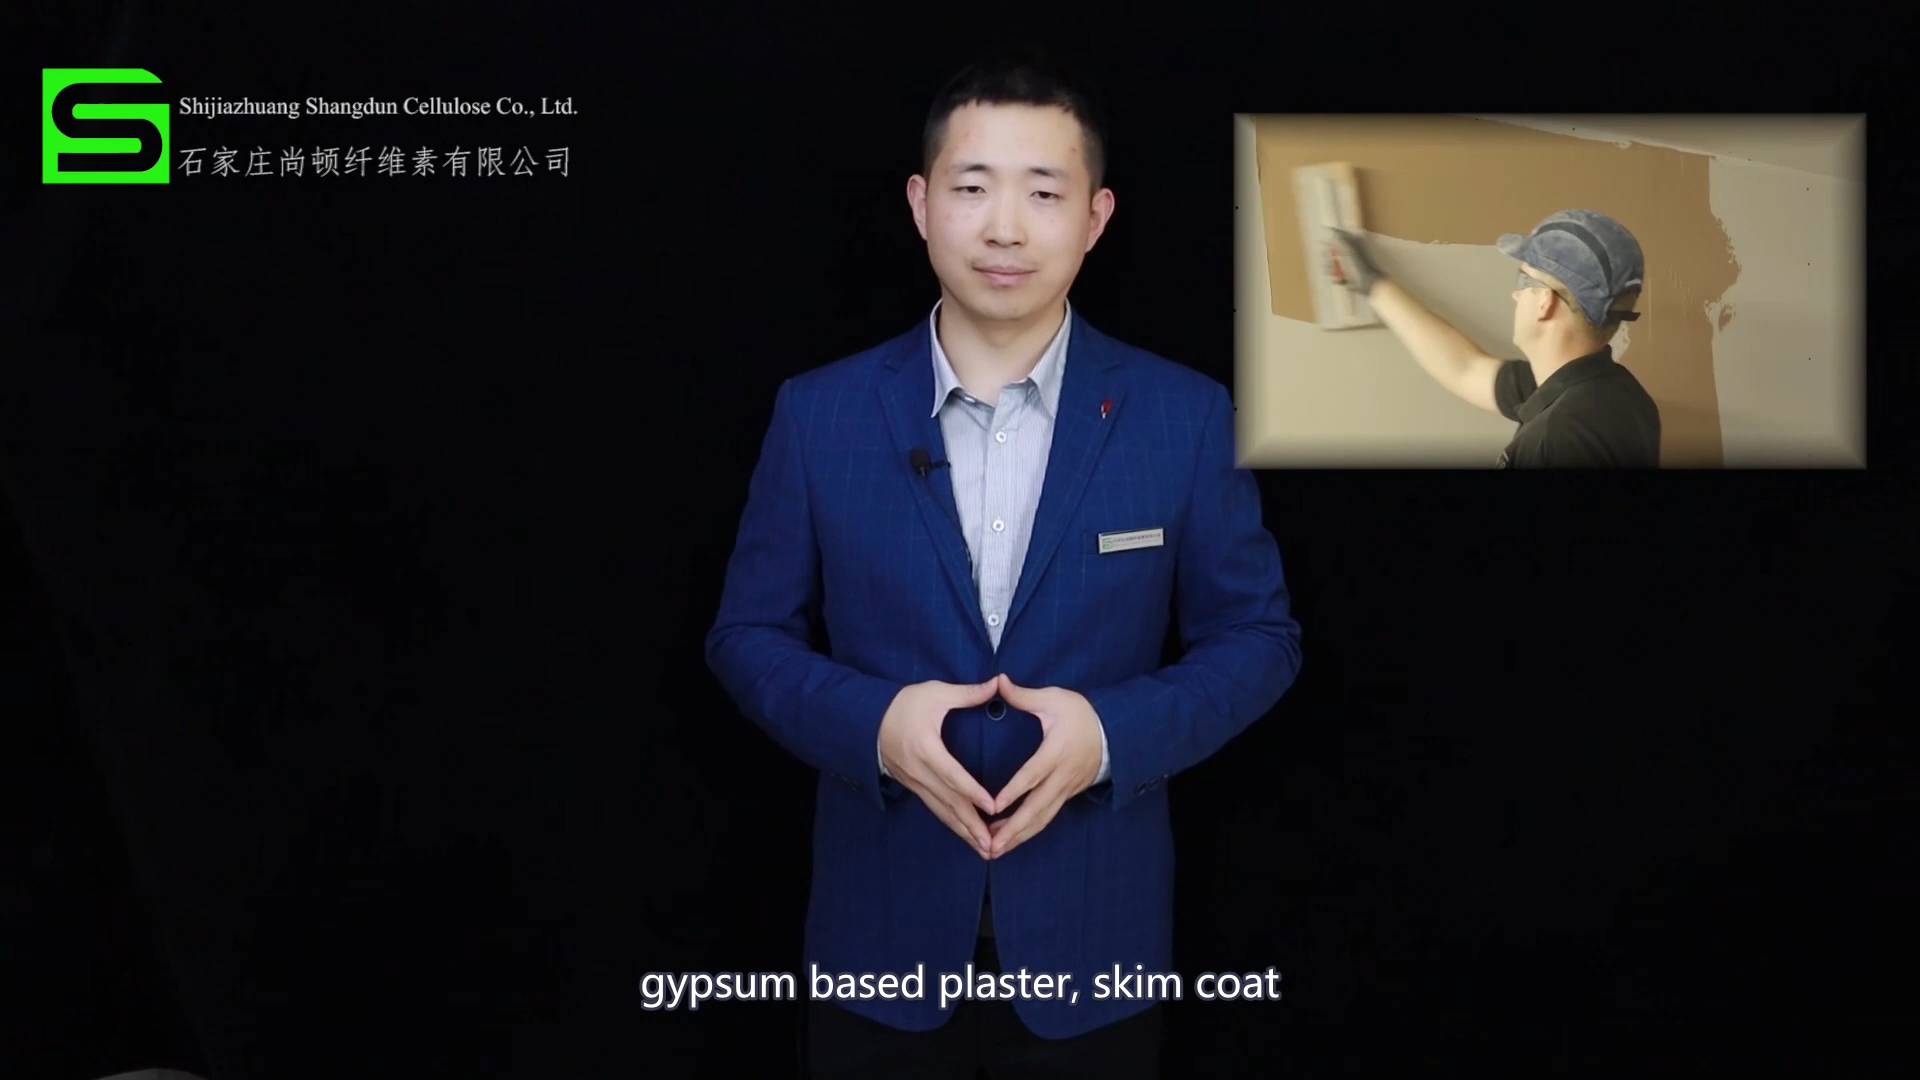 Shijiazhuang Shangdun Cellulose Co., Ltd.
石家庄尚顿纤维素有限公司
gypsum based plaster, skim coat